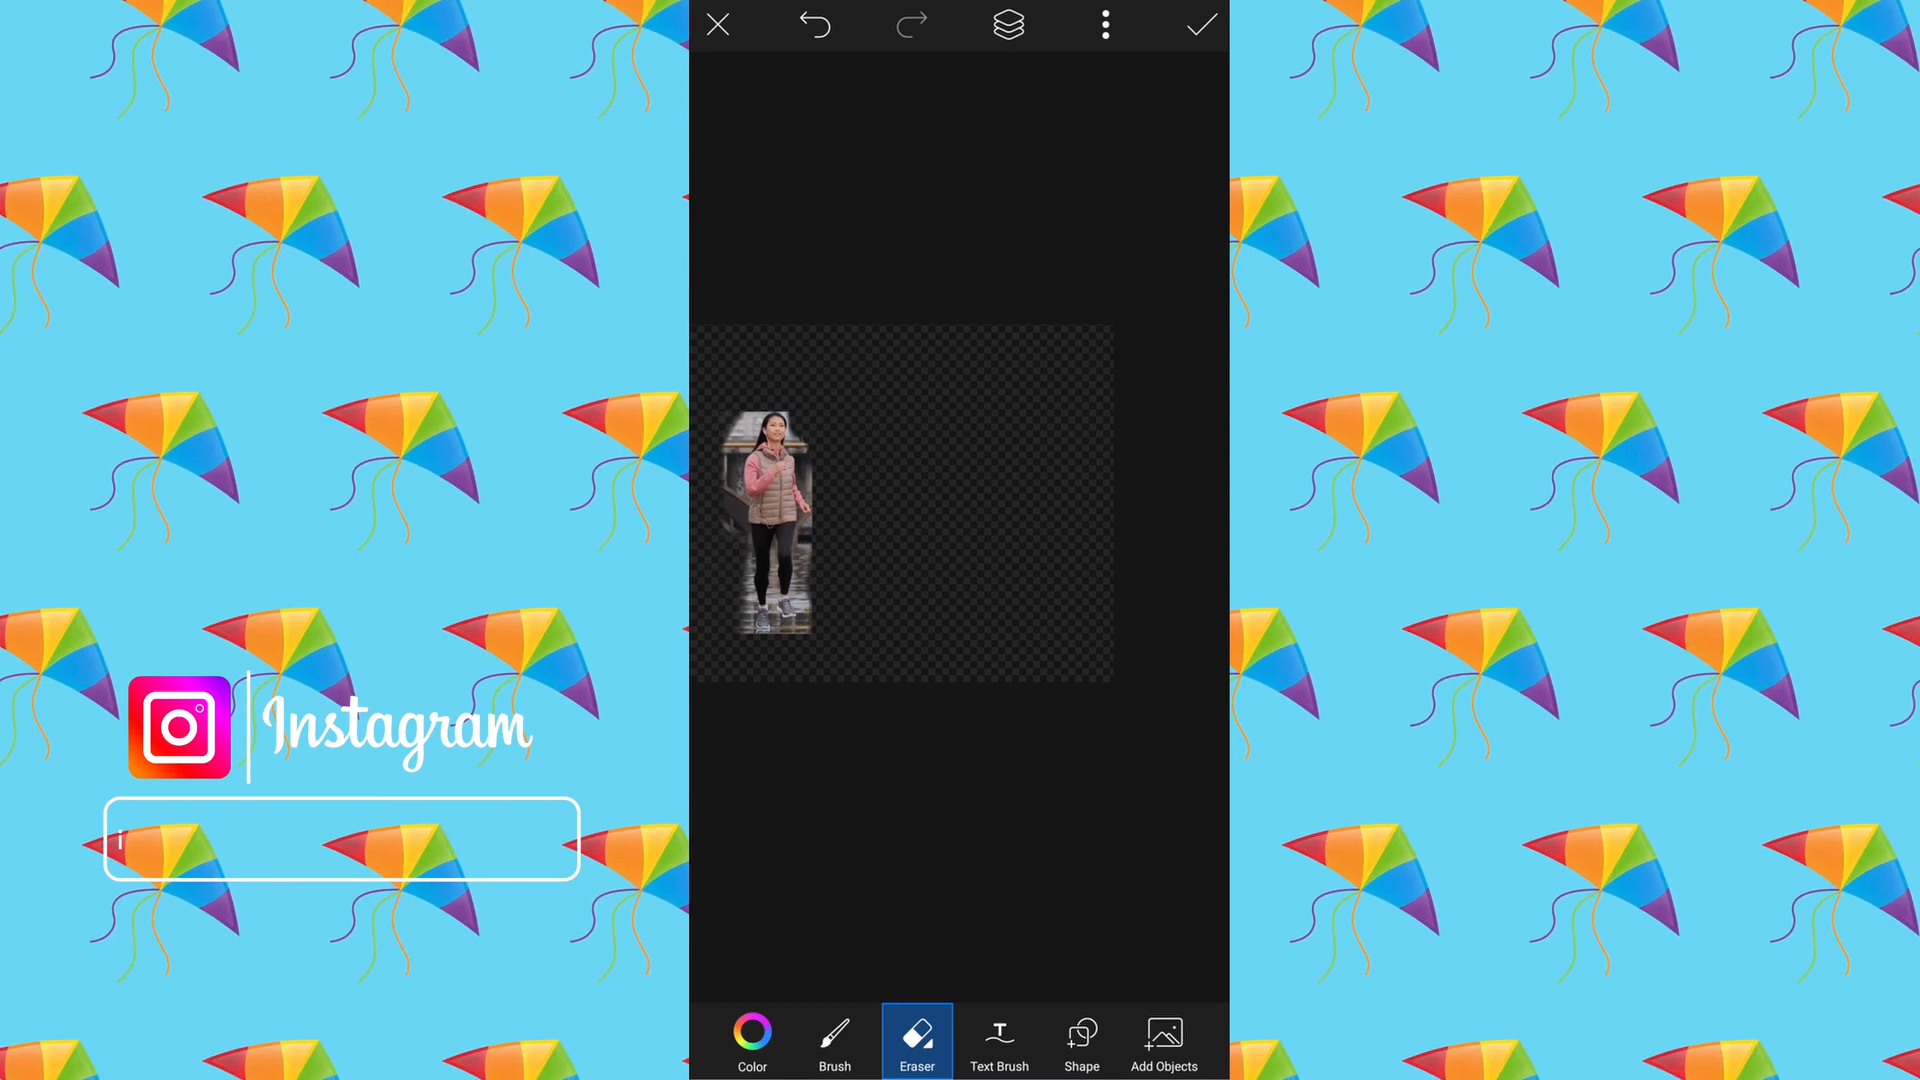 Instagram
i
Color
Brush
Eraser
T
Text Brush
Shape
Add Objects